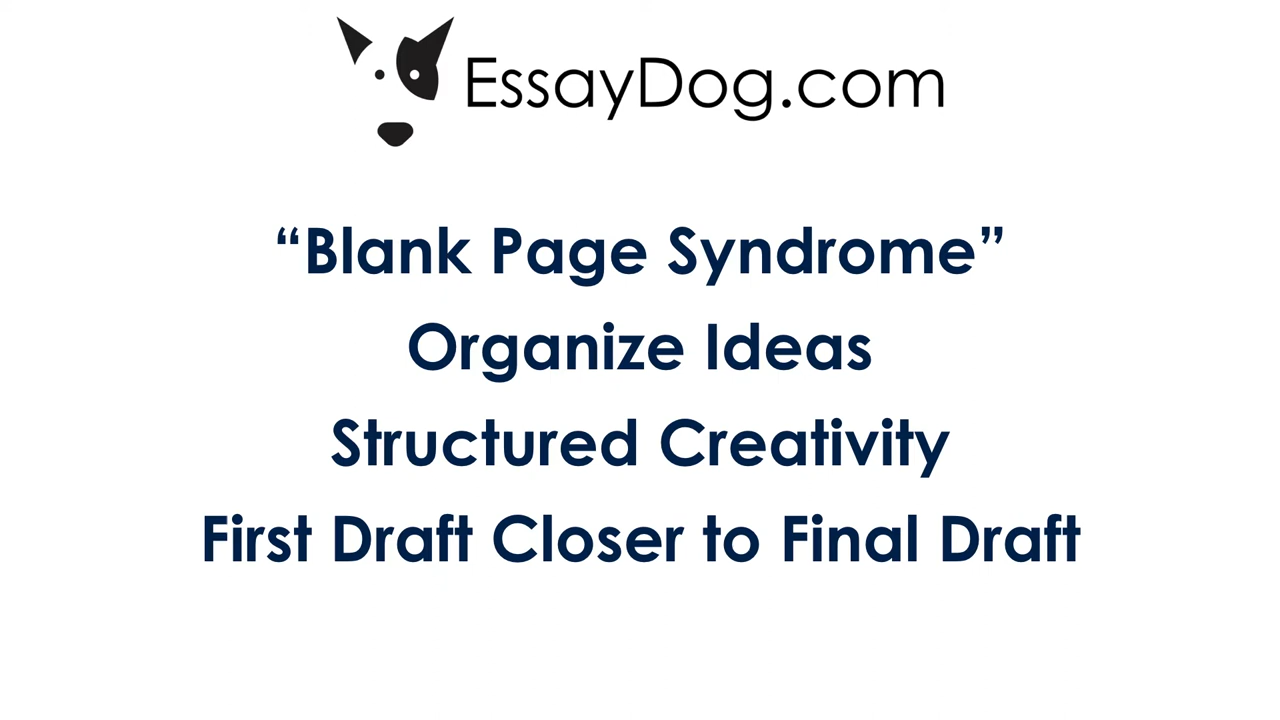 EssayDog.com
“Blank Page Syndrome”
Organize Ideas
Structured Creativity
First Draft Closer to Final Draft